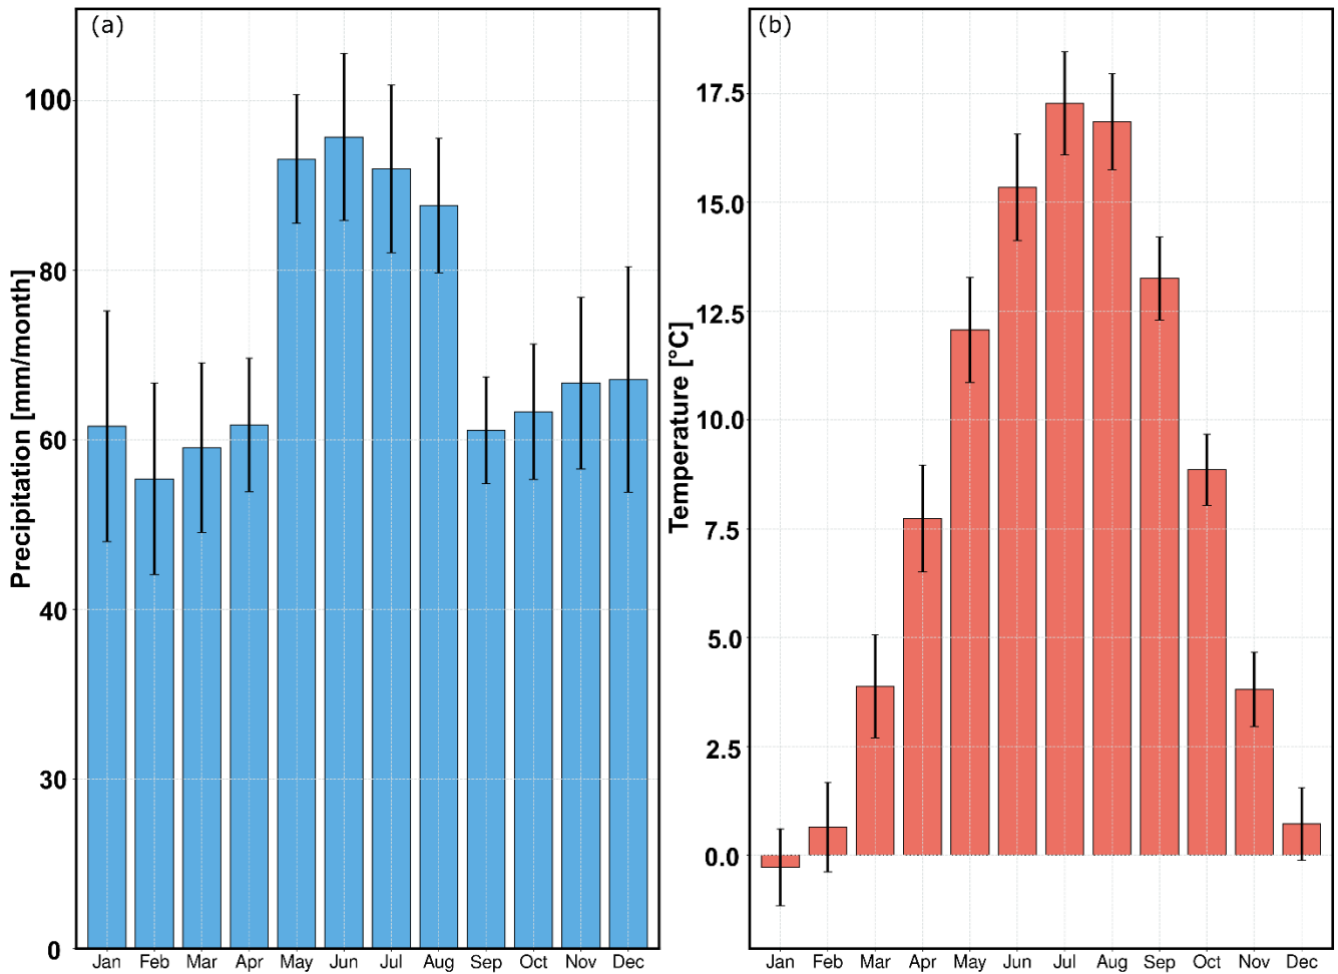 (a)
Precipitation [mm/month]
100
80
60
40
30
0
Jan Feb Mar Apr May Jun Jul Aug Sep Oct Nov Dec
(b)
Temperature [°C]
17.5
15.0
12.5
10.0
7.5
5.0
2.5
0.0
Jan Feb Mar Apr May Jun Jul Aug Sep Oct Nov Dec